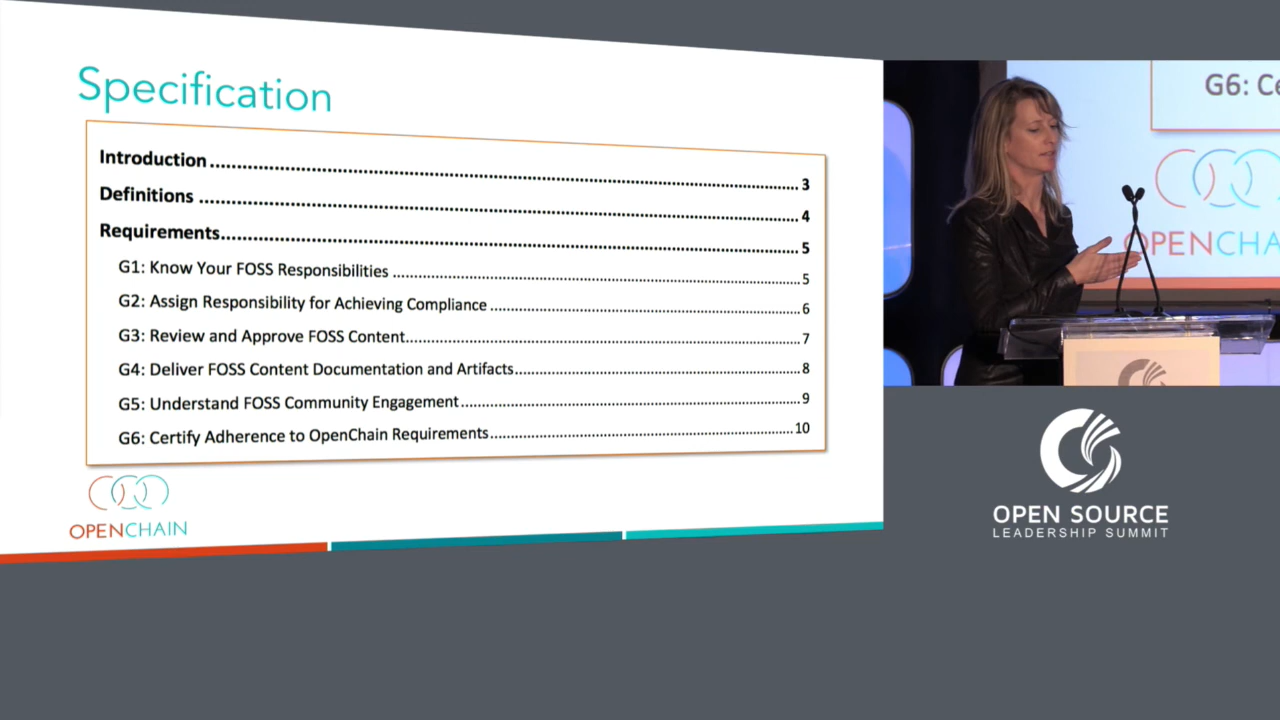 Specification
Introduction ........ 3
Definitions ........ 4
Requirements........ 5
G1: Know Your FOSS Responsibilities ........ 5
G2: Assign Responsibility for Achieving Compliance ........ 6
G3: Review and Approve FOSS Content........ 7
G4: Deliver FOSS Content Documentation and Artifacts........ 8
G5: Understand FOSS Community Engagement........ 9
G6: Certify Adherence to OpenChain Requirements........ 10
OPENCHAIN
G6: Ce
OPENCHA
OPEN SOURCE
LEADERSHIP SUMMIT